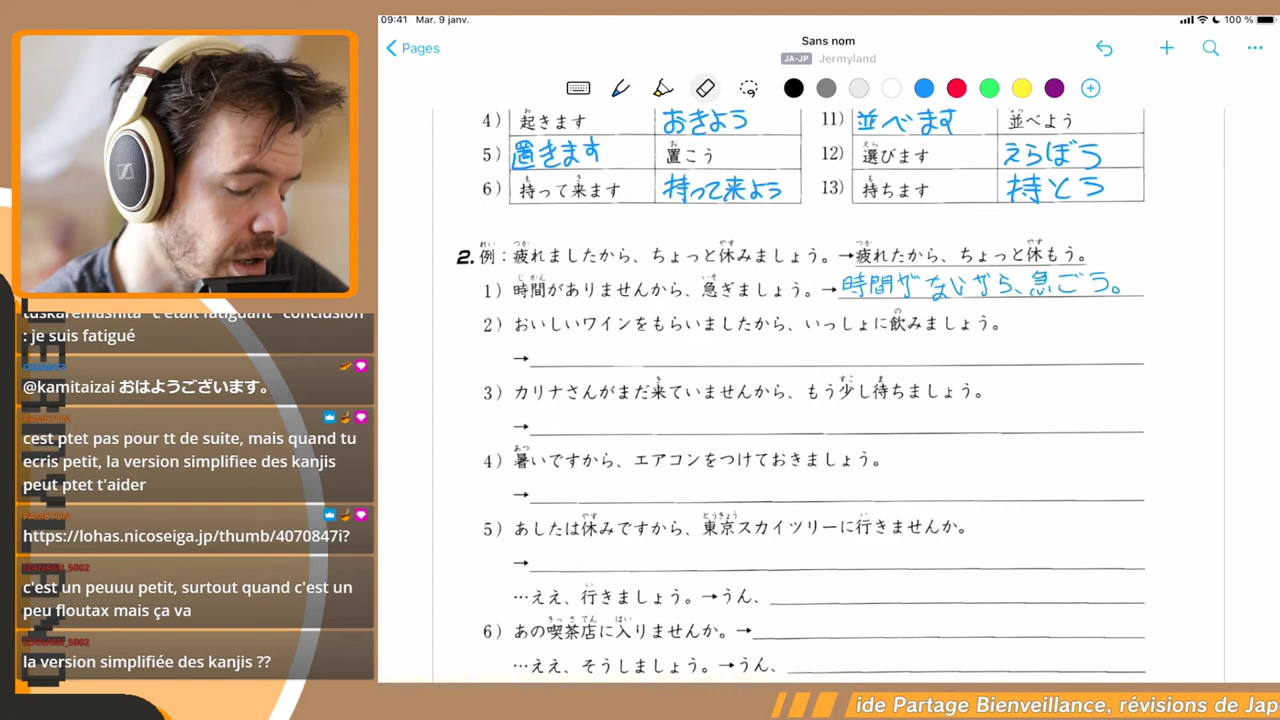 09:41 Mar. 9 janv.
100 %
Pages
Sans nom
JA-JP Jermyland
4) 起きます おきよう 11) 並べます 並べよう
5) 置きます 置こう 12) 選びます えらぼう
6) 持って来ます 持って来よう 13) 持ちます 持とう
2. 例：疲れましたから、ちょっと休みましょう。→疲れたから、ちょっと休もう。
1) 時間がありませんから、急ぎましょう。→時間がないから、急ごう。
2) おいしいワインをもらいましたから、いっしょに飲みましょう。
→
3) カリナさんがまだ来ていませんから、もう少し待ちましょう。
→
4) 暑いですから、エアコンをつけておきましょう。
→
5) あしたは休みですから、東京スカイツリーに行きませんか。
→
…ええ、行きましょう。→うん、
6) あの喫茶店に入りませんか。→
…ええ、そうしましょう。→うん、
: je suis fatigué
@kamitaizai おはようございます。
cest ptet pas pour tt de suite, mais quand tu
ecris petit, la version simplifiee des kanjis
peut ptet t'aider
https://lohas.nicoseiga.jp/thumb/4070847i?
c'est un peuuu petit, surtout quand c'est un
peu floutax mais ça va
la version simplifiée des kanjis ??
ide Partage Bienveillance, révisions de Jap